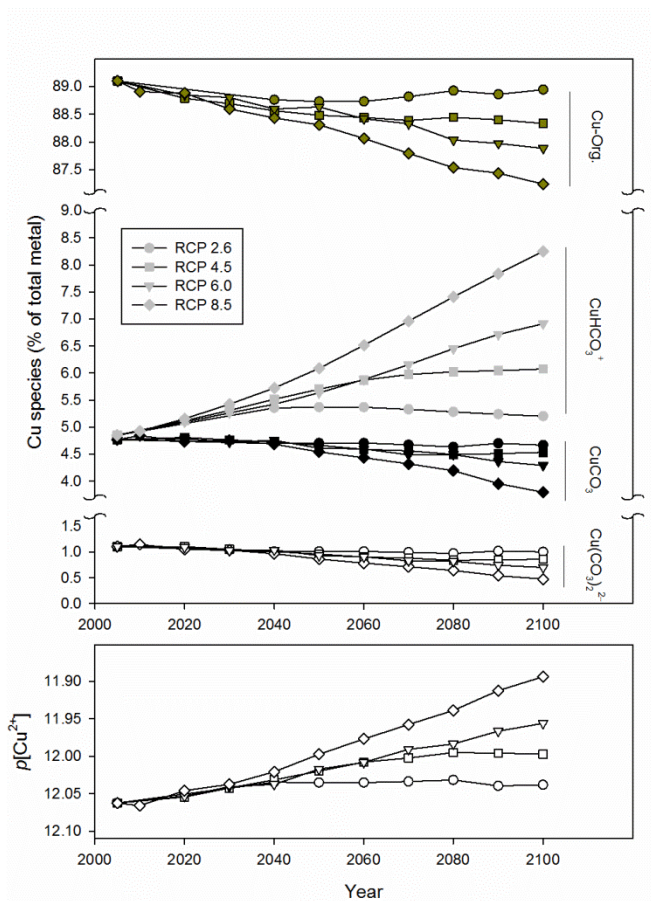 89.0
88.5
88.0
87.5
9.0
8.5
8.0
7.5
7.0
6.5
6.0
5.5
5.0
4.5
4.0
1.5
1.0
0.5
0.0
Cu species (% of total metal)
RCP 2.6
RCP 4.5
RCP 6.0
RCP 8.5
Cu-Org.
CuHCO₃⁺
CuCO₃
Cu(CO₃)₂²⁻
2000 2020 2040 2060 2080 2100
11.90
11.95
12.00
12.05
12.10
p[Cu²⁺]
2000 2020 2040 2060 2080 2100
Year